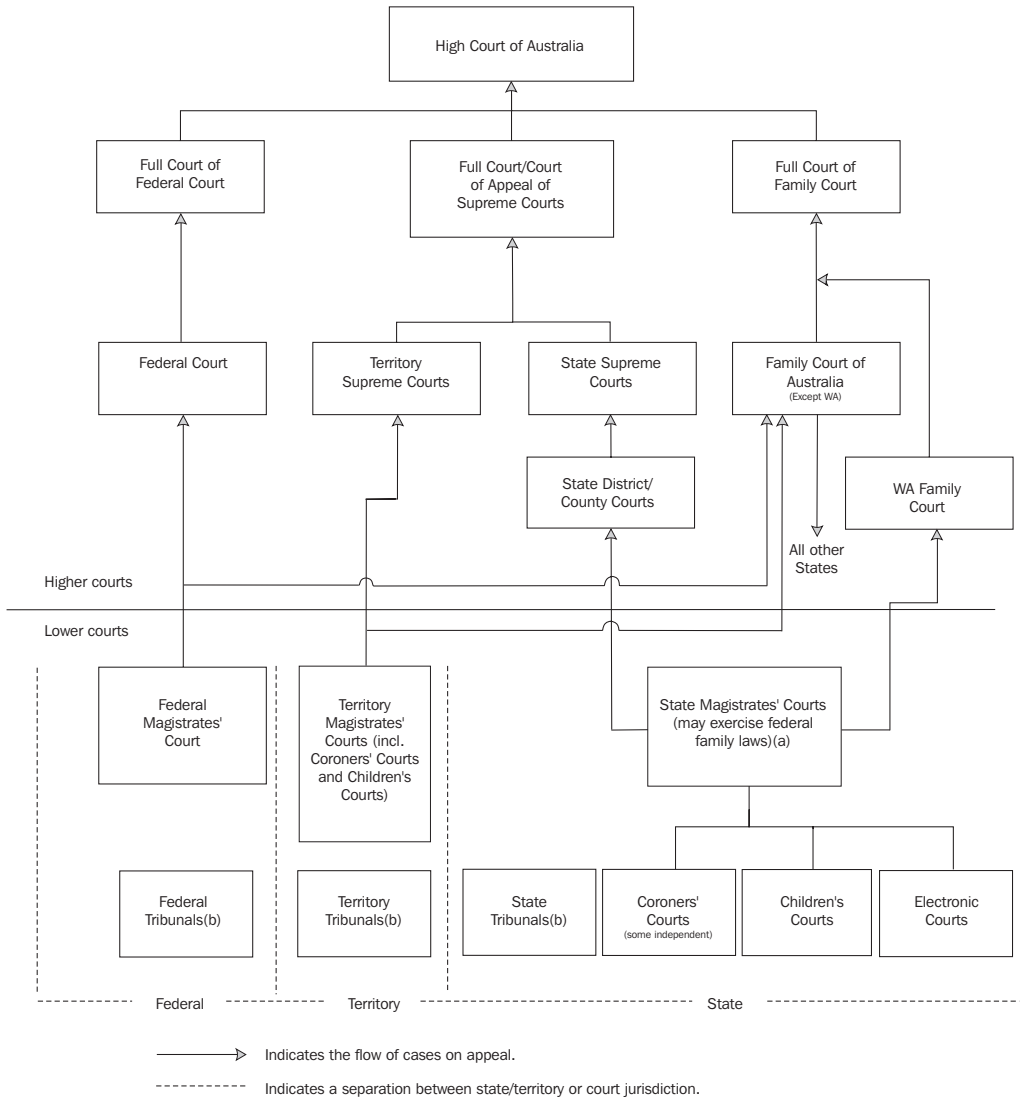 High Court of Australia
Full Court of
Federal Court
Full Court/Court
of Appeal of
Supreme Courts
Full Court of
Family Court
Federal Court
Territory
Supreme Courts
State Supreme
Courts
Family Court of
Australia
(Except WA)
State District/
County Courts
WA Family
Court
All other
States
Higher courts
Lower courts
Federal
Magistrates'
Court
Territory
Magistrates'
Courts (incl.
Coroners' Courts
and Children's
Courts)
State Magistrates' Courts
(may exercise federal
family laws)(a)
Federal
Tribunals(b)
Territory
Tribunals(b)
State
Tribunals(b)
Coroners'
Courts
(some independent)
Children's
Courts
Electronic
Courts
Federal
Territory
State
Indicates the flow of cases on appeal.
Indicates a separation between state/territory or court jurisdiction.